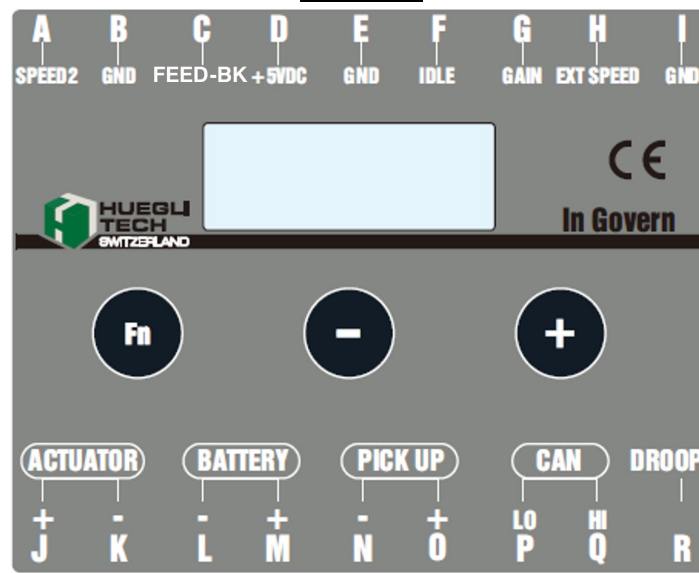 A B C D E F G H I
SPEED2 GND FEED-BK +5VDC GND IDLE GAIN EXT SPEED GND
CE
HUEGLI
TECH
SWITZERLAND
In Govern
Fn - +
ACTUATOR BATTERY PICK UP CAN DROOP
+ - - + - + LO HI
J K L M N O P Q R